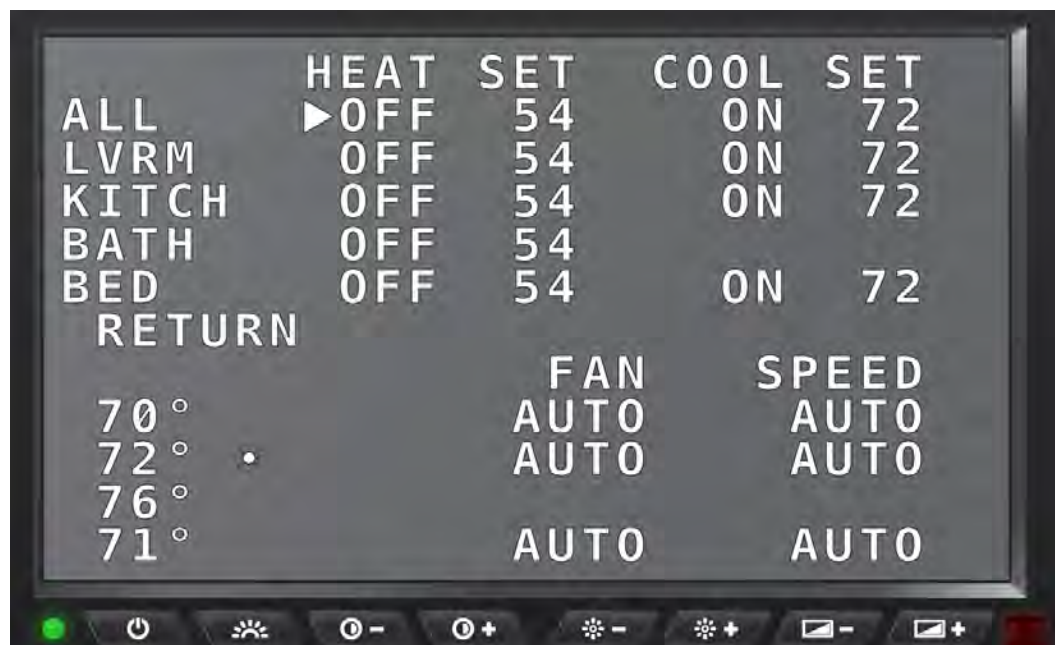 HEAT SET COOL SET
ALL ▶OFF 54 ON 72
LVRM OFF 54 ON 72
KITCH OFF 54 ON 72
BATH OFF 54
BED OFF 54 ON 72
RETURN
FAN SPEED
70° AUTO AUTO
72° • AUTO AUTO
76°
71° AUTO AUTO